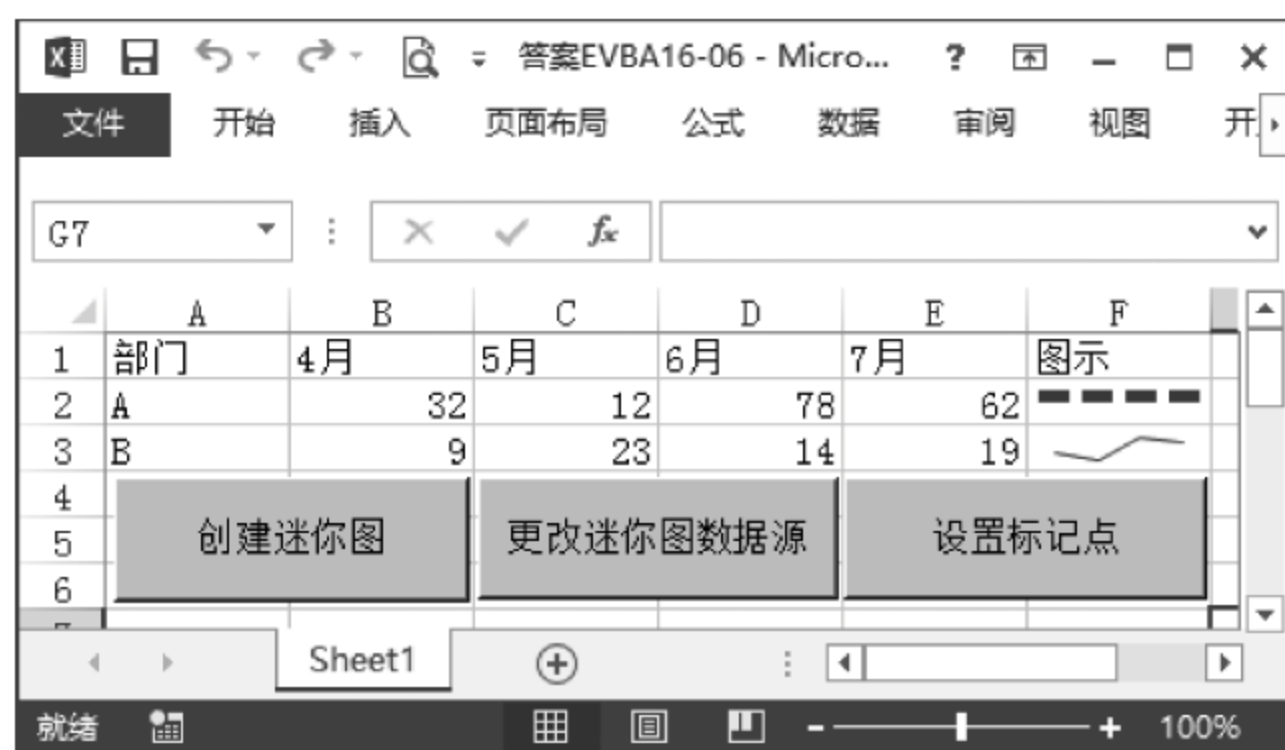 答案EVBA16-06 - Micro... ?
文件 开始 插入 页面布局 公式 数据 审阅 视图 开
G7 fx
A B C D E F
1 部门 4月 5月 6月 7月 图示
2 A 32 12 78 62
3 B 9 23 14 19
4
5 创建迷你图 更改迷你图数据源 设置标记点
6
Sheet1
就绪 100%